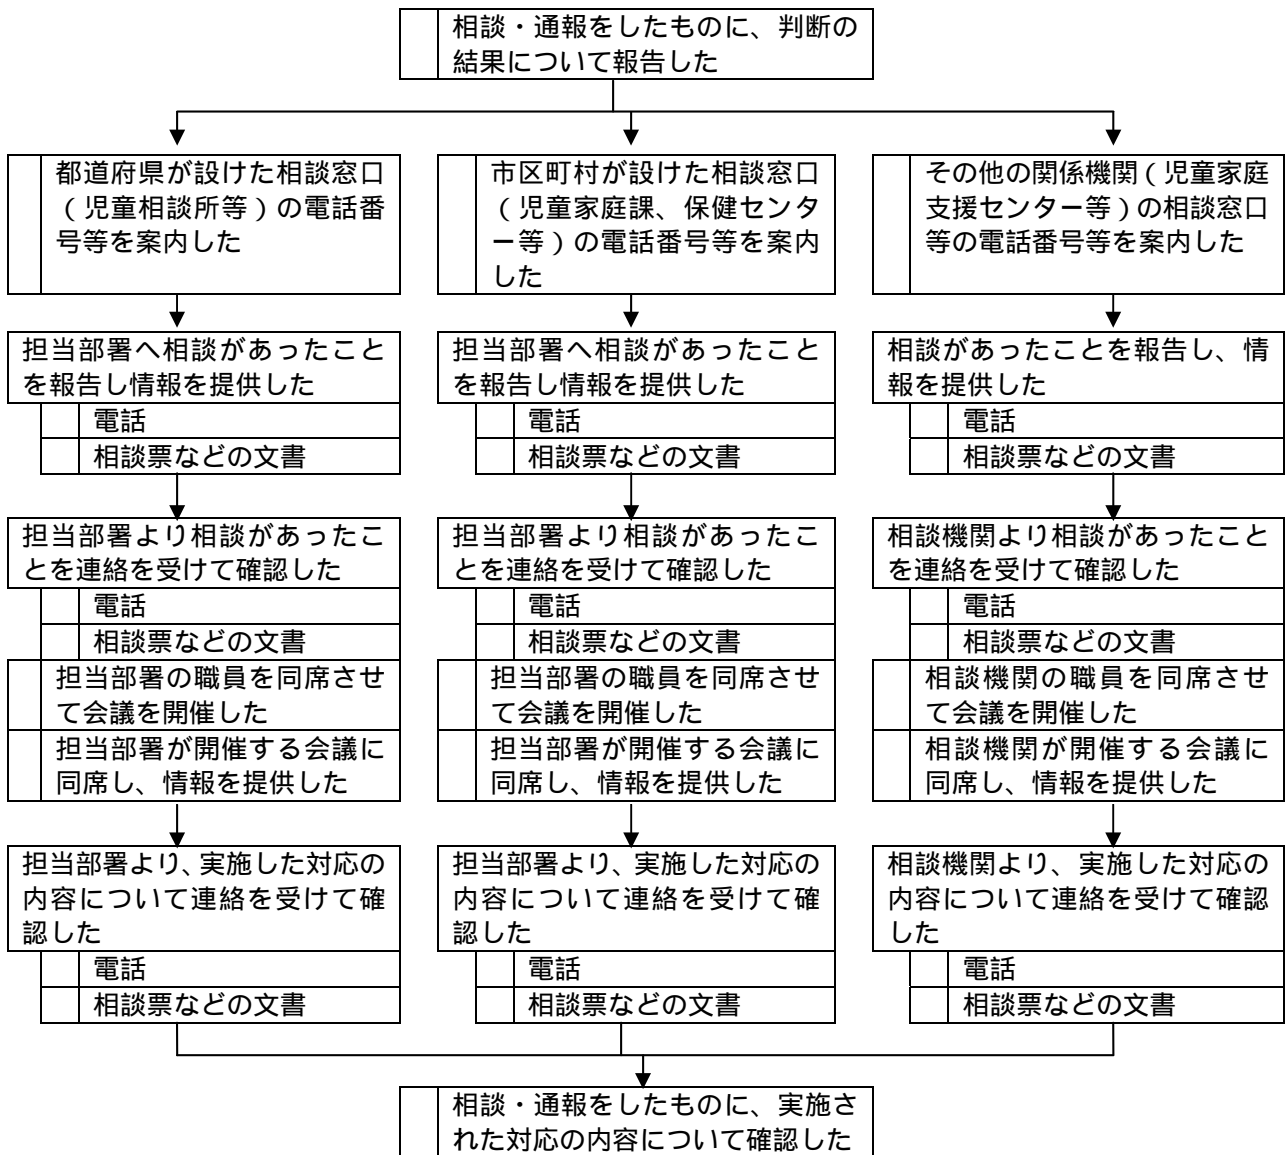 相談・通報をしたものに、判断の
結果について報告した
都道府県が設けた相談窓口
（児童相談所等）の電話番
号等を案内した
担当部署へ相談があったこと
を報告し情報を提供した
電話
相談票などの文書
担当部署より相談があったこ
とを連絡を受けて確認した
電話
相談票などの文書
担当部署の職員を同席させ
て会議を開催した
担当部署が開催する会議に
同席し、情報を提供した
担当部署より、実施した対応の
内容について連絡を受けて確
認した
電話
相談票などの文書
市区町村が設けた相談窓口
（児童家庭課、保健センタ
ー等）の電話番号等を案内
した
担当部署へ相談があったこと
を報告し情報を提供した
電話
相談票などの文書
担当部署より相談があったこ
とを連絡を受けて確認した
電話
相談票などの文書
担当部署の職員を同席させ
て会議を開催した
担当部署が開催する会議に
同席し、情報を提供した
担当部署より、実施した対応の
内容について連絡を受けて確
認した
電話
相談票などの文書
その他の関係機関（児童家庭
支援センター等）の相談窓口
等の電話番号等を案内した
相談があったことを報告し、情
報を提供した
電話
相談票などの文書
相談機関より相談があったこと
を連絡を受けて確認した
電話
相談票などの文書
相談機関の職員を同席させ
て会議を開催した
相談機関が開催する会議に
同席し、情報を提供した
相談機関より、実施した対応の
内容について連絡を受けて確認
した
電話
相談票などの文書
相談・通報をしたものに、実施さ
れた対応の内容について確認した